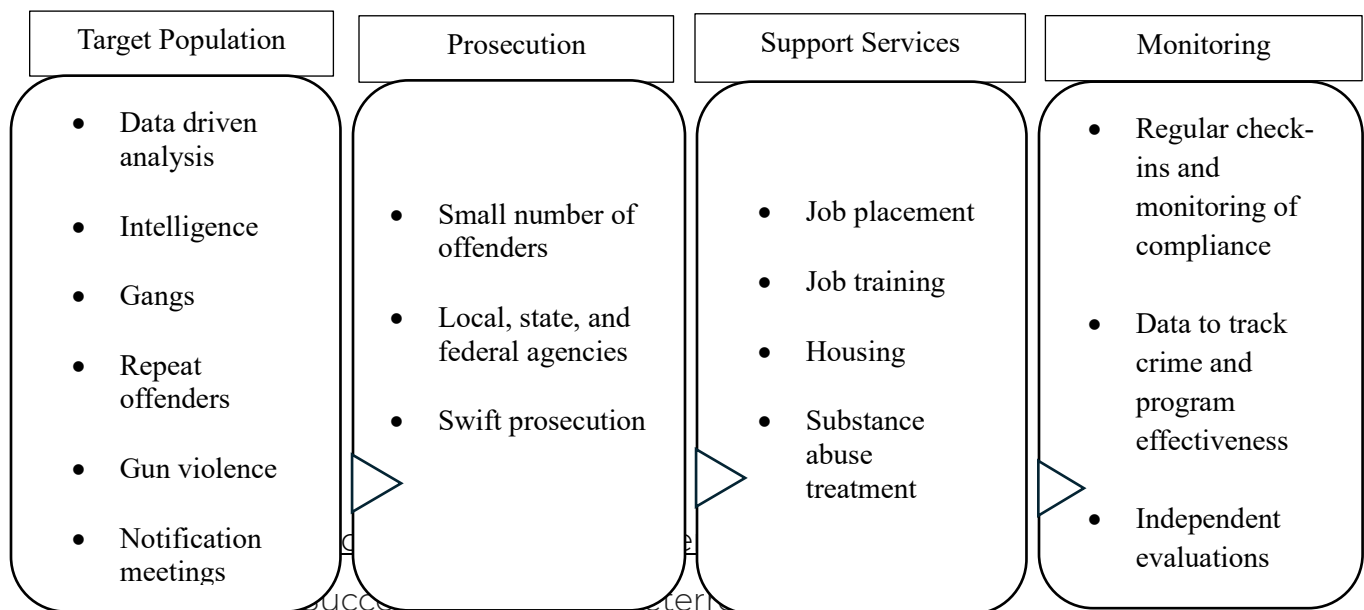 Target Population
Data driven
analysis
Intelligence
Gangs
Repeat
offenders
Gun violence
Notification
meetings
Prosecution
Small number of
offenders
Local, state, and
federal agencies
Swift prosecution
Support Services
Job placement
Job training
Housing
Substance
abuse
treatment
Monitoring
Regular check-
ins and
monitoring of
compliance
Data to track
crime and
program
effectiveness
Independent
evaluations